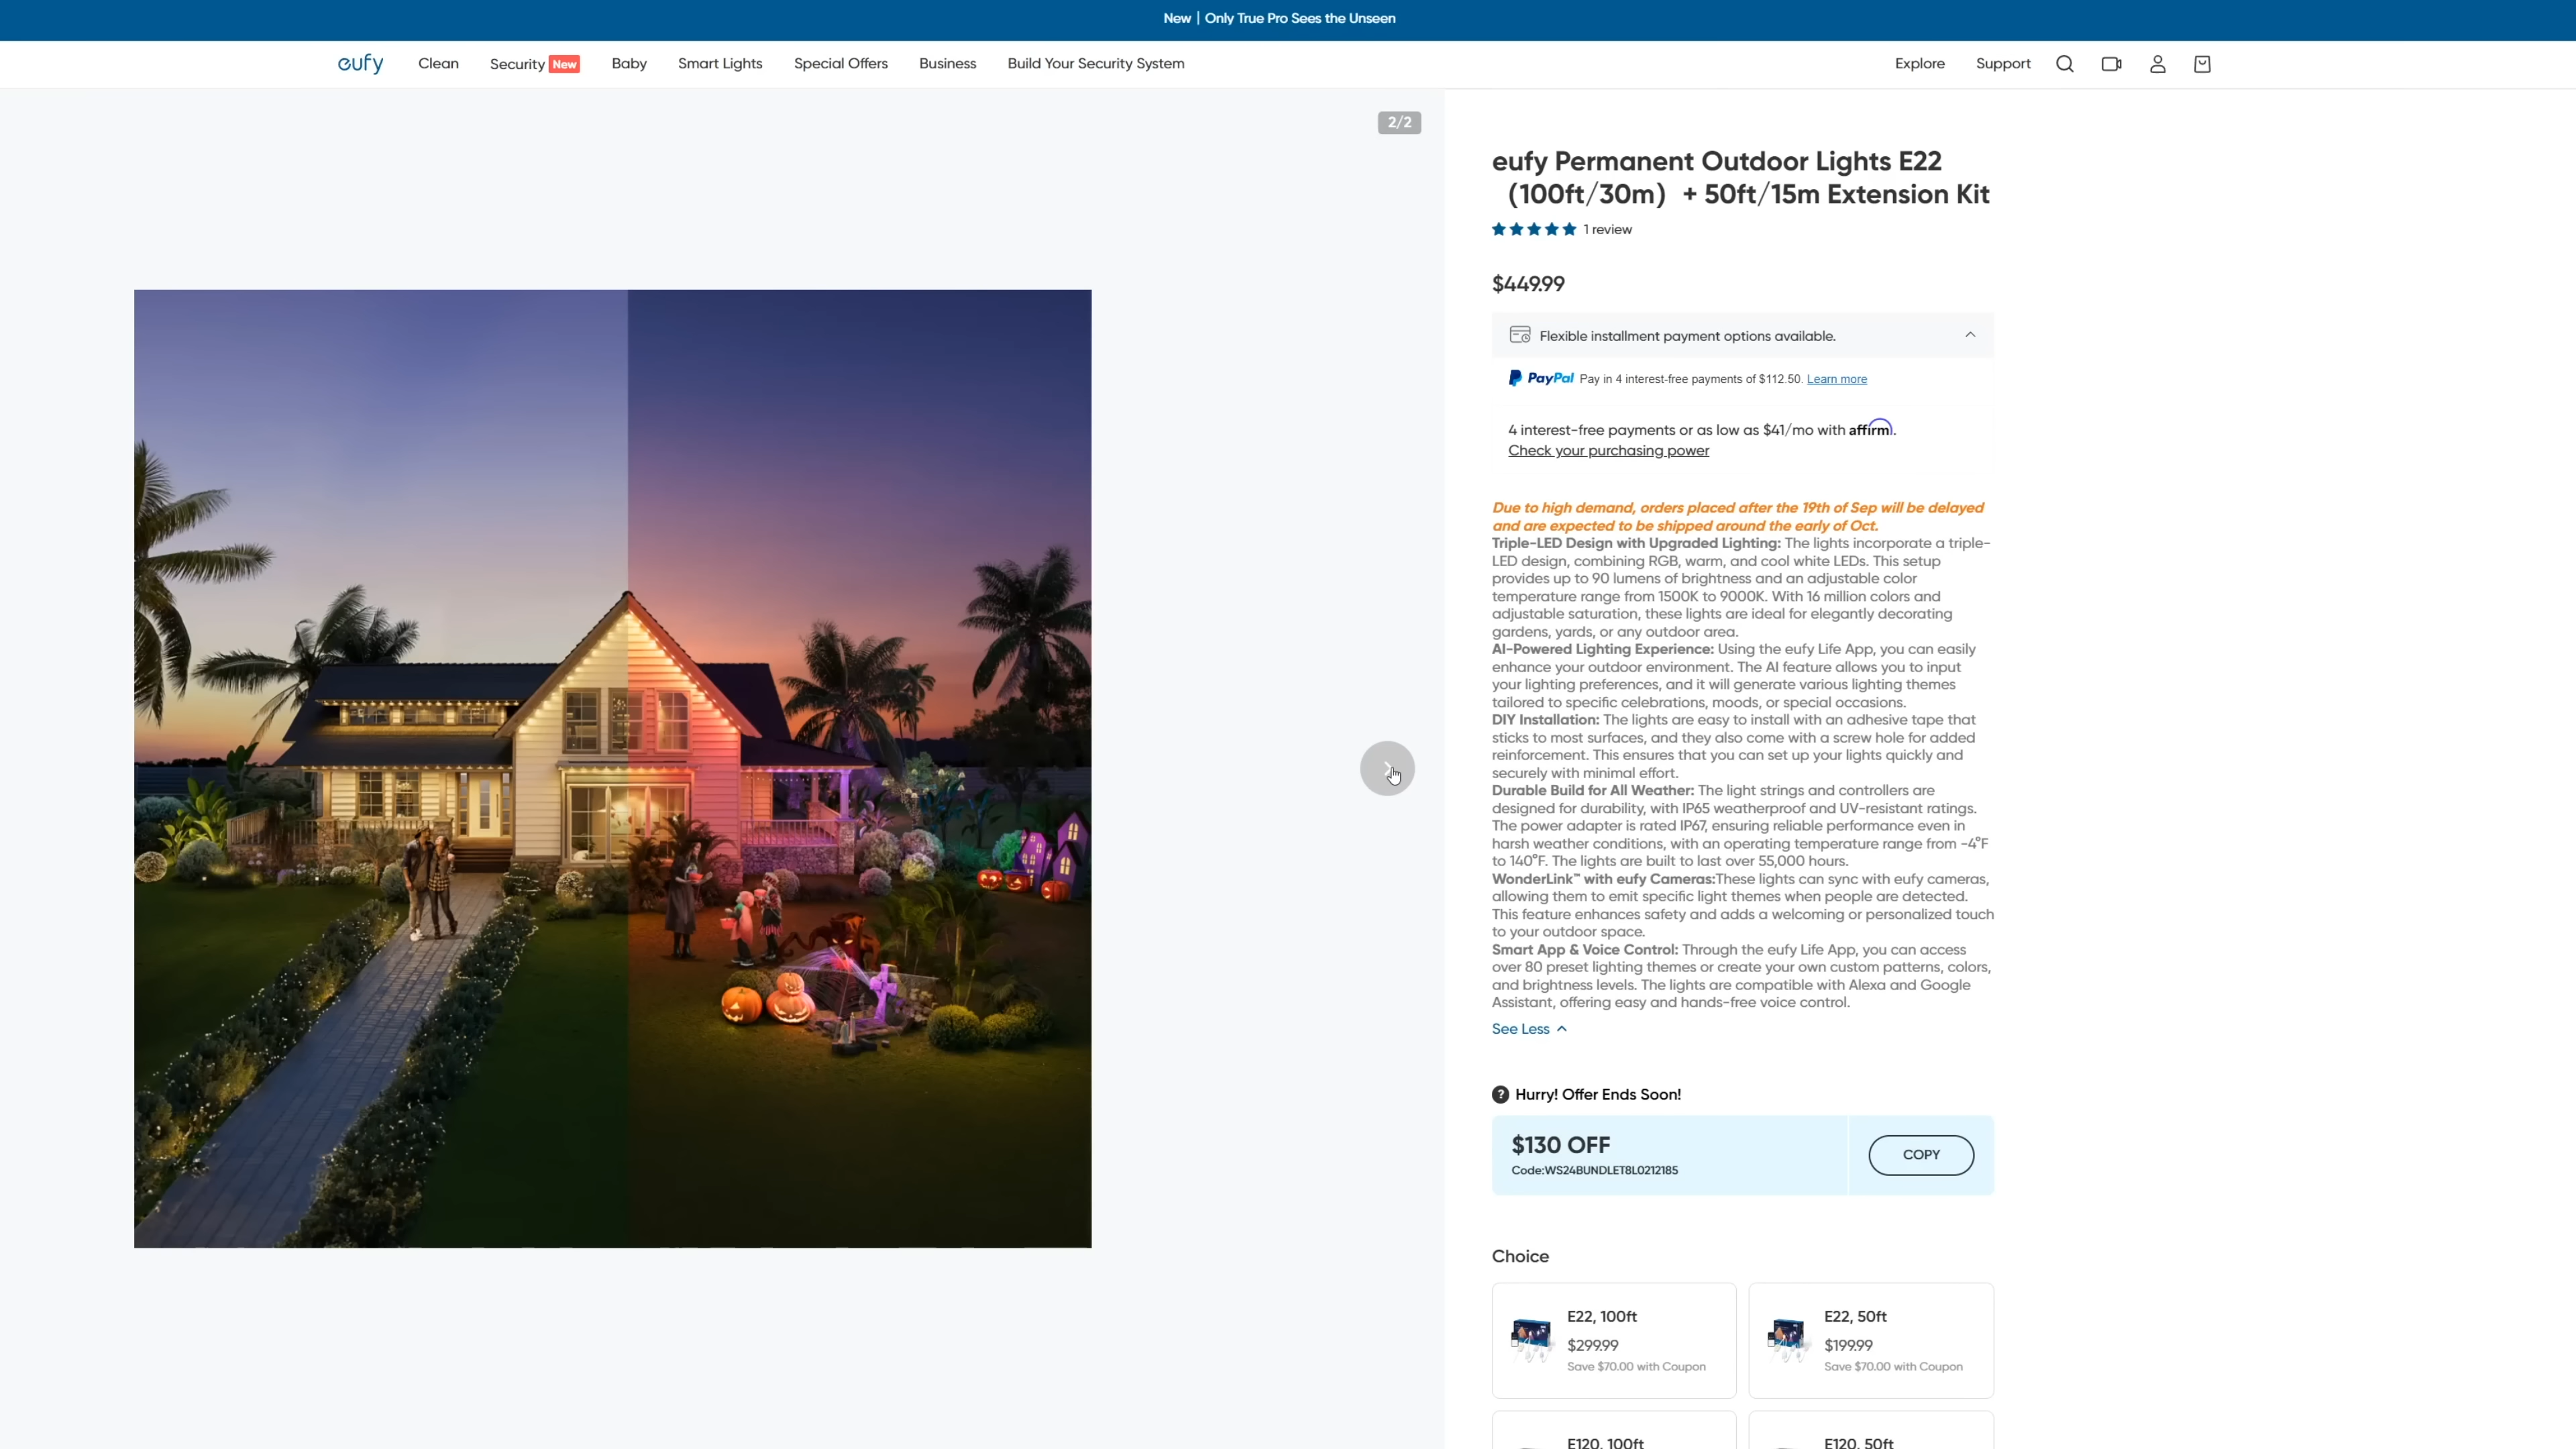 New | Only True Pro Sees the Unseen
eufy
Clean
Security New
Baby
Smart Lights
Special Offers
Business
Build Your Security System
Explore
Support
2/2
eufy Permanent Outdoor Lights E22
(100ft/30m) + 50ft/15m Extension Kit
1 review
$449.99
Flexible installment payment options available.
PayPal Pay in 4 interest-free payments of $112.50. Learn more
4 interest-free payments or as low as $41/mo with affirm.
Check your purchasing power
Due to high demand, orders placed after the 19th of Sep will be delayed
and are expected to be shipped around the early of Oct.
Triple-LED Design with Upgraded Lighting: The lights incorporate a triple-
LED design, combining RGB, warm, and cool white LEDs. This setup
provides up to 90 lumens of brightness and an adjustable color
temperature range from 1500K to 9000K. With 16 million colors and
adjustable saturation, these lights are ideal for elegantly decorating
gardens, yards, or any outdoor area.
AI-Powered Lighting Experience: Using the eufy Life App, you can easily
enhance your outdoor environment. The AI feature allows you to input
your lighting preferences, and it will generate various lighting themes
tailored to specific celebrations, moods, or special occasions.
DIY Installation: The lights are easy to install with an adhesive tape that
sticks to most surfaces, and they also come with a screw hole for added
reinforcement. This ensures that you can set up your lights quickly and
securely with minimal effort.
Durable Build for All Weather: The light strings and controllers are
designed for durability, with IP65 weatherproof and UV-resistant ratings.
The power adapter is rated IP67, ensuring reliable performance even in
harsh weather conditions, with an operating temperature range from -4°F
to 140°F. The lights are built to last over 55,000 hours.
WonderLink™ with eufy Cameras:These lights can sync with eufy cameras,
allowing them to emit specific light themes when people are detected.
This feature enhances safety and adds a welcoming or personalized touch
to your outdoor space.
Smart App & Voice Control: Through the eufy Life App, you can access
over 80 preset lighting themes or create your own custom patterns, colors,
and brightness levels. The lights are compatible with Alexa and Google
Assistant, offering easy and hands-free voice control.
See Less
Hurry! Offer Ends Soon!
$130 OFF
Code:WS24BUNDLET8L0212185
COPY
Choice
E22, 100ft
$299.99
Save $70.00 with Coupon
E22, 50ft
$199.99
Save $70.00 with Coupon
E120, 100ft
E120, 50ft